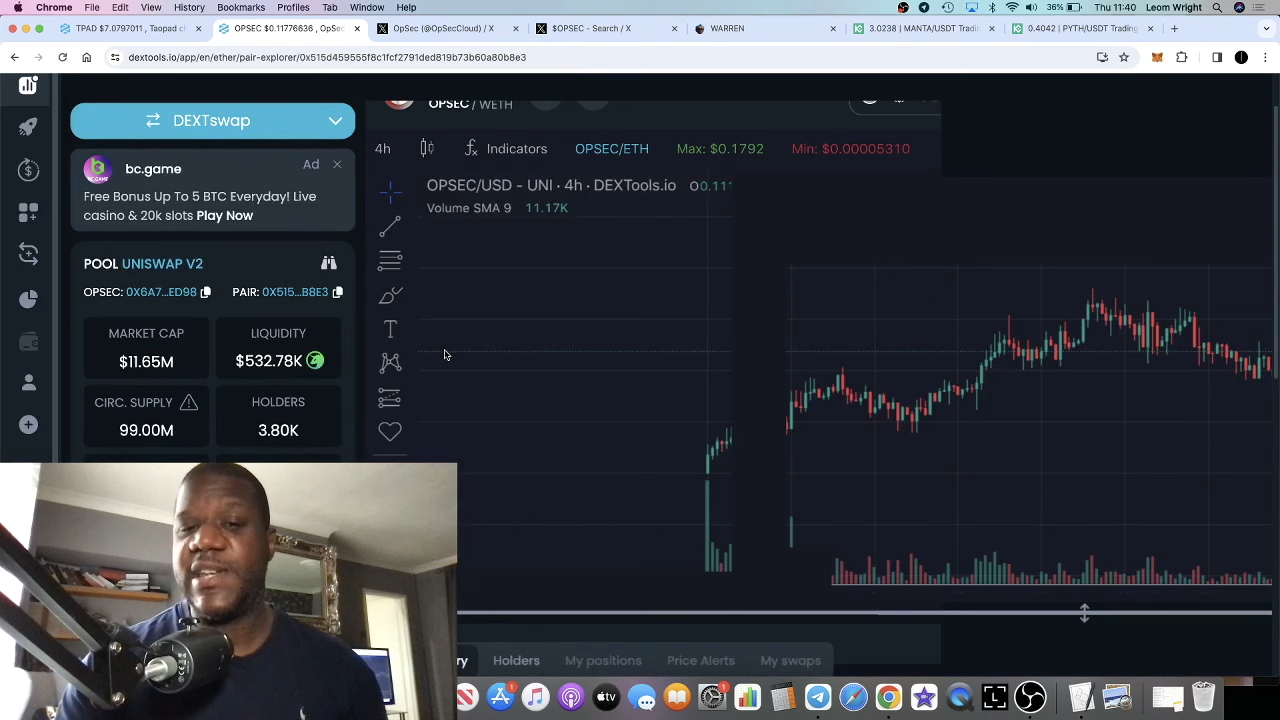 Chrome File Edit View History Bookmarks Profiles Tab Window Help 36% Thu 11:40 Leom Wright
TPAD $7.0797011 , Taopad c
OPSEC $0.11776636 , OpSec
OpSec (@OpSecCloud) / X
$OPSEC - Search / X
WARREN
3.0238 | MANTA/USDT Tradin
0.4042 | PYTH/USDT Trading
dextools.io/app/en/ether/pair-explorer/0x515d459555f8c1fcf2791ded819b73b60a80b8e3
DEXTswap
OPSEC / WETH
bc.game
Ad
Free Bonus Up To 5 BTC Everyday! Live
casino & 20k slots Play Now
4h
Indicators
OPSEC/ETH
Max: $0.1792
Min: $0.00005310
OPSEC/USD - UNI · 4h · DEXTools.io O0.111
Volume SMA 9 11.17K
POOL UNISWAP V2
OPSEC: 0X6A7...ED98
PAIR: 0X515...B8E3
MARKET CAP
$11.65M
LIQUIDITY
$532.78K
CIRC. SUPPLY
99.00M
HOLDERS
3.80K
ry
Holders
My positions
Price Alerts
My swaps